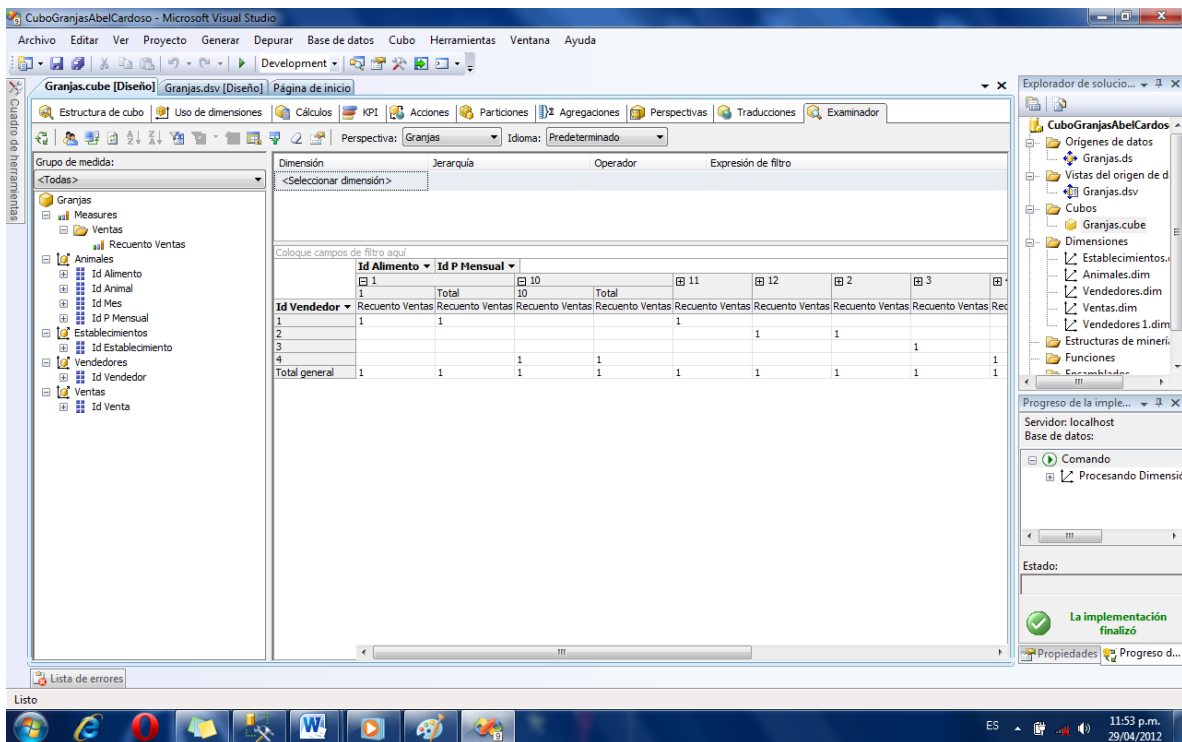 CuboGranjasAbelCardoso - Microsoft Visual Studio
Archivo Editar Ver Proyecto Generar Depurar Base de datos Cubo Herramientas Ventana Ayuda
Development
Granjas.cube [Diseño] Granjas.dsv [Diseño] Página de inicio
Estructura de cubo Uso de dimensiones Cálculos KPI Acciones Particiones Agregaciones Perspectivas Traducciones Examinador
Perspectiva: Granjas Idioma: Predeterminado
Cuadro de herramientas
Grupo de medida:
<Todas>
Granjas
Measures
Ventas
Recuento Ventas
Animales
Id Alimento
Id Animal
Id Mes
Id P Mensual
Establecimientos
Id Establecimiento
Vendedores
Id Vendedor
Ventas
Id Venta
Dimensión Jerarquía Operador Expresión de filtro
<Seleccionar dimensión>
Coloque campos de filtro aquí
Id Alimento Id P Mensual
1 10 11 12 2 3
1 Total 10 Total
Id Vendedor Recuento Ventas Recuento Ventas Recuento Ventas Recuento Ventas Recuento Ventas Recuento Ventas Recuento Ventas Recuento Ventas Rec
1 1 1 1
2 1 1
3 1
4 1 1 1
Total general 1 1 1 1 1 1 1 1 1
Explorador de solucio...
CuboGranjasAbelCardos
Orígenes de datos
Granjas.ds
Vistas del origen de d
Granjas.dsv
Cubos
Granjas.cube
Dimensiones
Establecimientos.
Animales.dim
Vendedores.dim
Ventas.dim
Vendedores 1.dim
Estructuras de minerí
Funciones
Ensamblados
Progreso de la imple...
Servidor: localhost
Base de datos:
Comando
Procesando Dimensió
Estado:
La implementación
finalizó
Propiedades Progreso d...
Lista de errores
Listo
ES
11:53 p.m.
29/04/2012